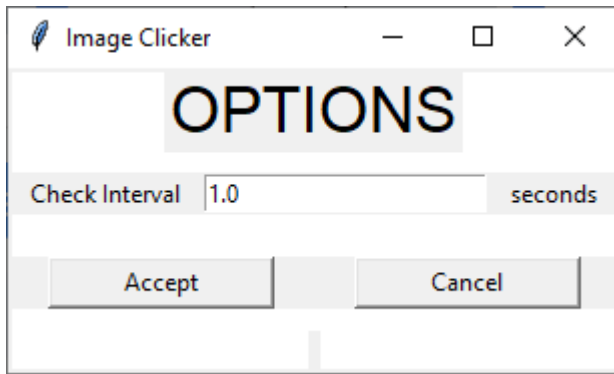 Image Clicker
OPTIONS
Check Interval 1.0 seconds
Accept Cancel